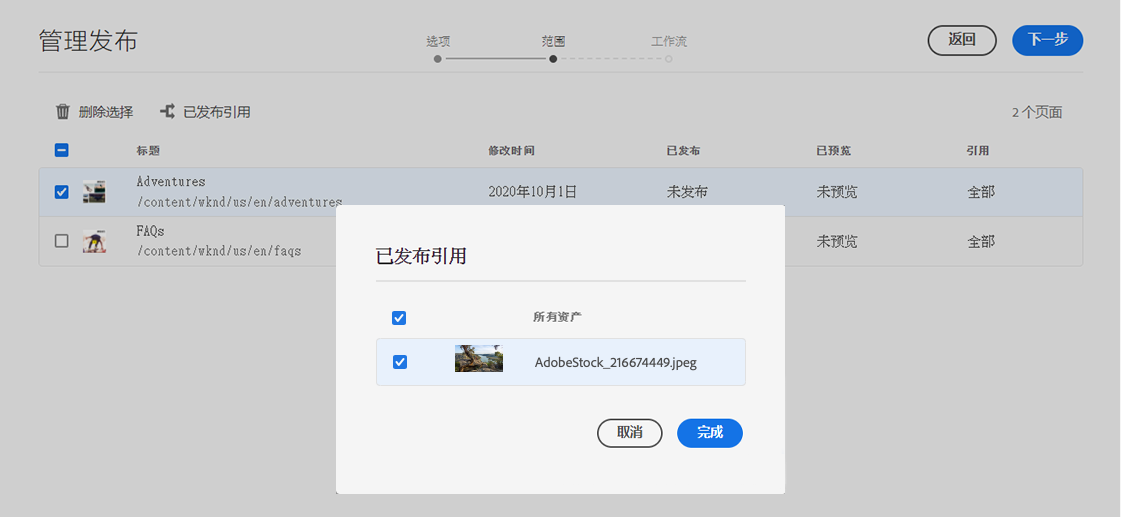 管理发布
选项
范围
工作流
返回
下一步
删除选择
已发布引用
2 个页面
标题
修改时间
已发布
已预览
引用
Adventures
/content/wknd/us/en/adventures
2020年10月1日
未发布
未预览
全部
FAQs
/content/wknd/us/en/faqs
未预览
全部
已发布引用
所有资产
AdobeStock_216674449.jpeg
取消
完成